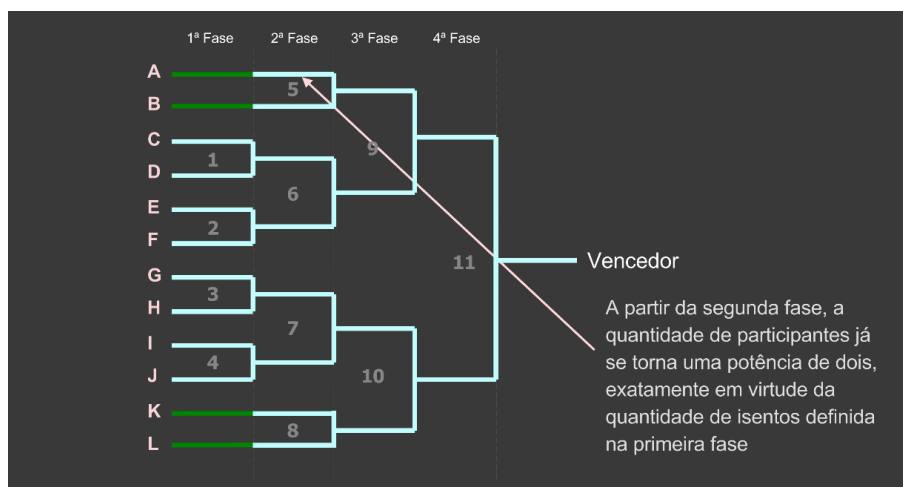 1ª Fase 2ª Fase 3ª Fase 4ª Fase
A
5
B
C
1
D
9
6
E
2
F
11
Vencedor
G
3
H
A partir da segunda fase, a
quantidade de participantes já
7
I
se torna uma potência de dois,
4
J
10
exatamente em virtude da
K
quantidade de isentos definida
8
L
na primeira fase